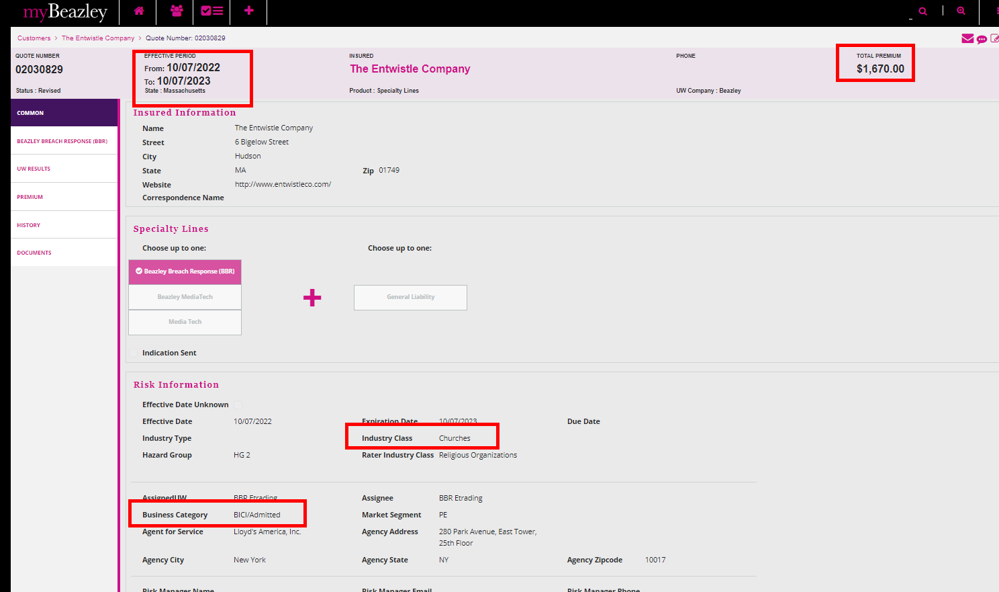 myBeazley
Customers > The Entwistle Company > Quote Number: 02030829
QUOTE NUMBER EFFECTIVE PERIOD INSURED PHONE TOTAL PREMIUM
02030829 From: 10/07/2022 The Entwistle Company $1,670.00
To: 10/07/2023
Status : Revised State : Massachusetts Product : Specialty Lines UW Company : Beazley
COMMON
BEAZLEY BREACH RESPONSE (BBR)
UW RESULTS
PREMIUM
HISTORY
DOCUMENTS
Insured Information
Name The Entwistle Company
Street 6 Bigelow Street
City Hudson
State MA Zip 01749
Website http://www.entwistleco.com/
Correspondence Name
Specialty Lines
Choose up to one: Choose up to one:
Beazley Breach Response (BBR)
Beazley MediaTech General Liability
Media Tech
Indication Sent
Risk Information
Effective Date Unknown
Effective Date 10/07/2022 Expiration Date 10/07/2023 Due Date
Industry Type Industry Class Churches
Hazard Group HG 2 Rater Industry Class Religious Organizations
AssignedUW BBR Etrading Assignee BBR Etrading
Business Category BICI/Admitted Market Segment PE
Agent for Service Lloyd's America, Inc. Agency Address 280 Park Avenue, East Tower,
25th Floor
Agency City New York Agency State NY Agency Zipcode 10017
Risk Manager Name Risk Manager Email Risk Manager Phone